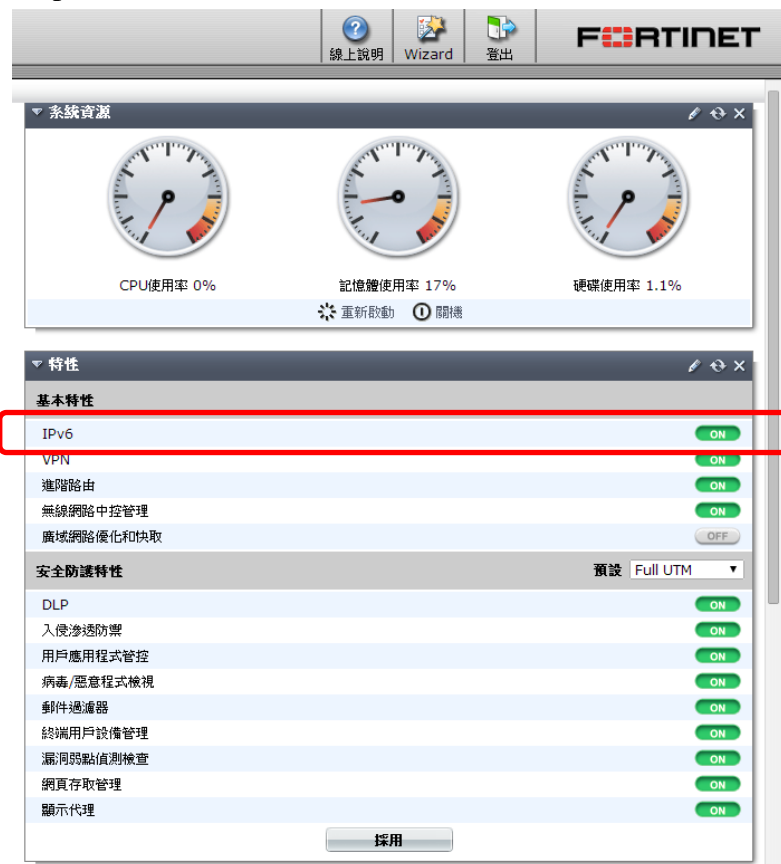 線上說明 Wizard 登出 FORTINET
系統資源
CPU使用率 0% 記憶體使用率 17% 硬碟使用率 1.1%
重新啟動 關機
特性
基本特性
IPv6 ON
VPN ON
進階路由 ON
無線網路中控管理 ON
廣域網路優化和快取 OFF
安全防護特性 預設 Full UTM
DLP ON
入侵滲透防禦 ON
用戶應用程式管控 ON
病毒/惡意程式檢視 ON
郵件過濾器 ON
終端用戶設備管理 ON
漏洞弱點偵測檢查 ON
網頁存取管理 ON
顯示代理 ON
採用